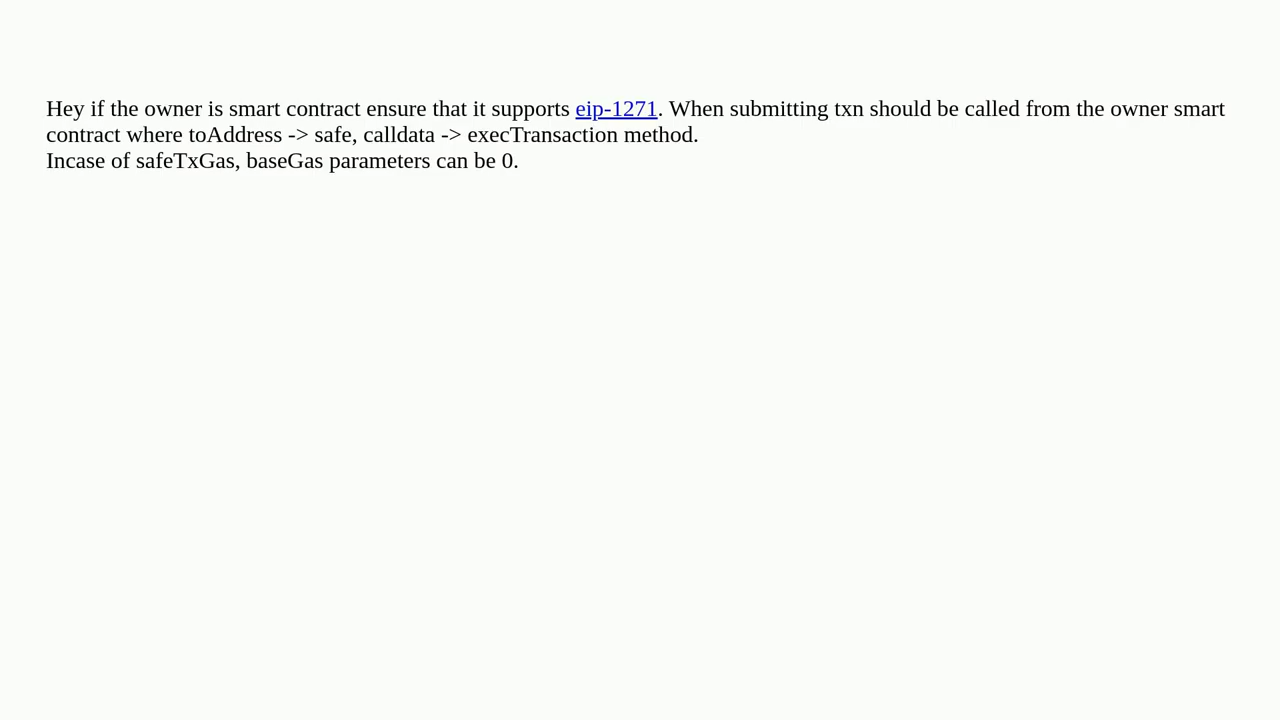 Hey if the owner is smart contract ensure that it supports eip-1271. When submitting txn should be called from the owner smart
contract where toAddress -> safe, calldata -> execTransaction method.
Incase of safeTxGas, baseGas parameters can be 0.